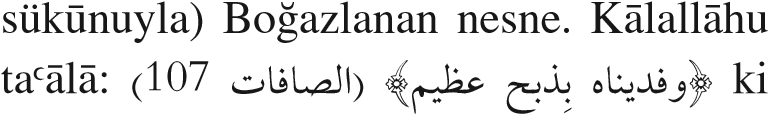 sükūnuyla) Boğazlanan nesne. Kālallāhu
taʿālā: ﴿وفديناه بِذبح عظيم﴾ (الصافات 107) ki